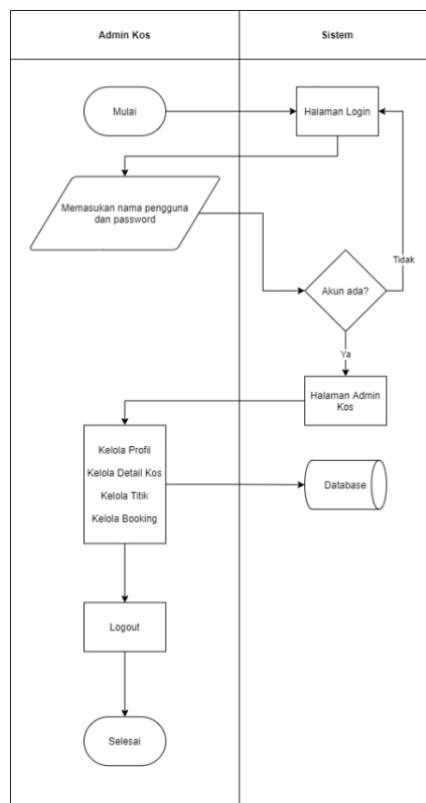 Admin Kos
Sistem
Mulai
Halaman Login
Memasukan nama pengguna
dan password
Akun ada?
Tidak
Ya
Halaman Admin
Kos
Kelola Profil
Kelola Detail Kos
Kelola Titik
Kelola Booking
Database
Logout
Selesai